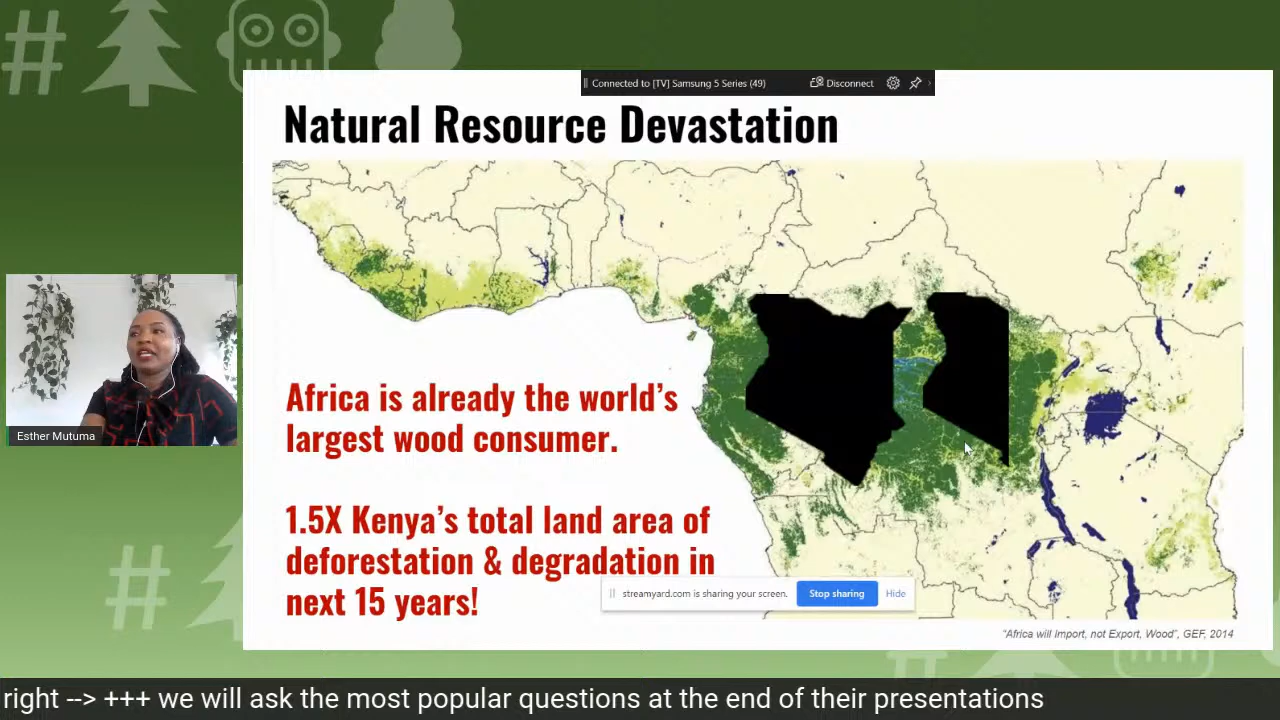 Connected to [TV] Samsung 5 Series (49)
Disconnect
Natural Resource Devastation
Africa is already the world's
largest wood consumer.
1.5X Kenya's total land area of
deforestation & degradation in
next 15 years!
Esther Mutuma
streamyard.com is sharing your screen.
Stop sharing
Hide
"Africa will Import, not Export, Wood", GEF, 2014
right --> +++ we will ask the most popular questions at the end of their presentations